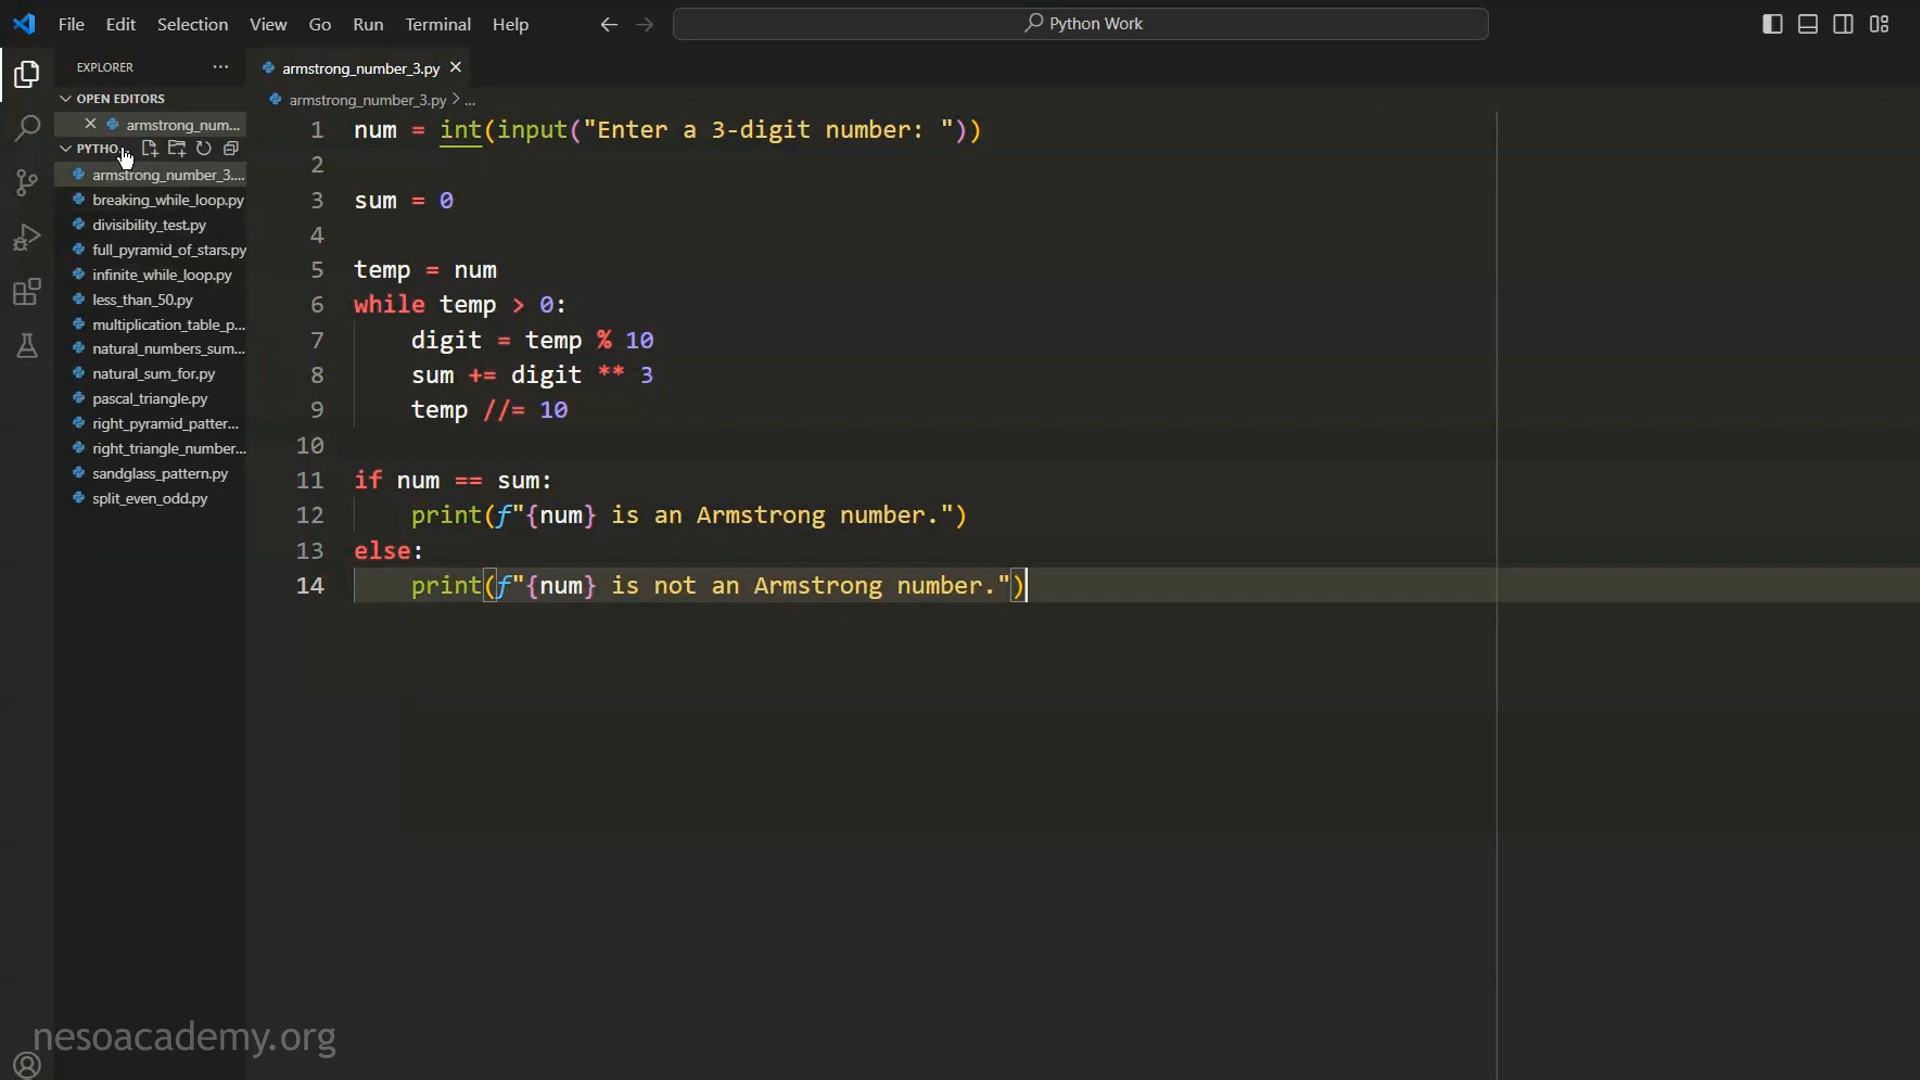 File Edit Selection View Go Run Terminal Help Python Work
EXPLORER ...
OPEN EDITORS
armstrong_num...
PYTHO...
armstrong_number_3....
breaking_while_loop.py
divisibility_test.py
full_pyramid_of_stars.py
infinite_while_loop.py
less_than_50.py
multiplication_table_p...
natural_numbers_sum...
natural_sum_for.py
pascal_triangle.py
right_pyramid_patter...
right_triangle_number...
sandglass_pattern.py
split_even_odd.py
armstrong_number_3.py
armstrong_number_3.py > ...
1 num = int(input("Enter a 3-digit number: "))
2
3 sum = 0
4
5 temp = num
6 while temp > 0:
7     digit = temp % 10
8     sum += digit ** 3
9     temp //= 10
10
11 if num == sum:
12     print(f"{num} is an Armstrong number.")
13 else:
14     print(f"{num} is not an Armstrong number.")
nesoacademy.org